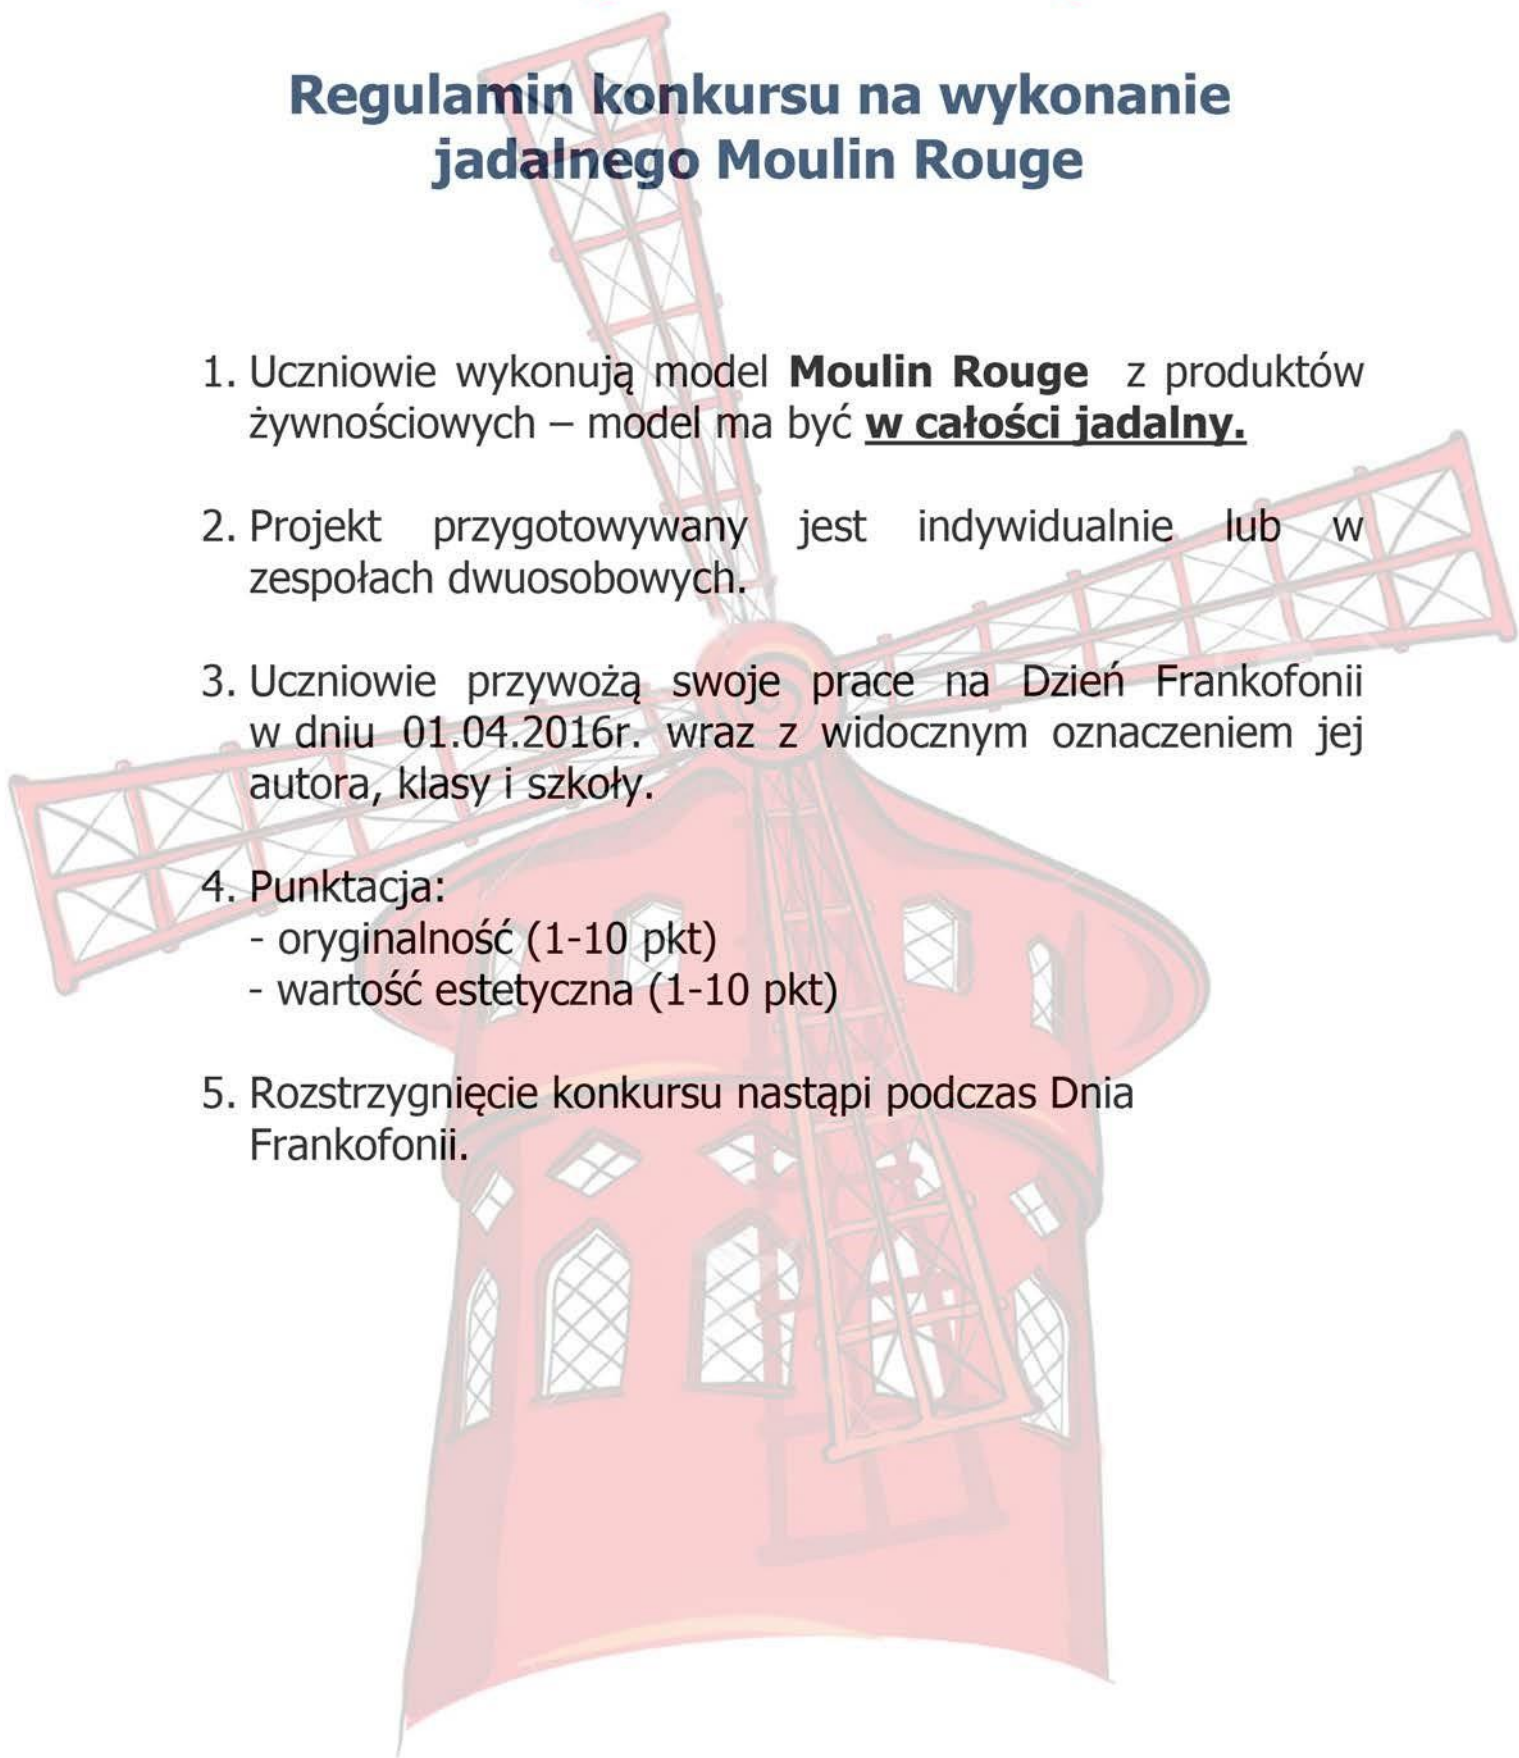 Regulamin konkursu na wykonanie
jadalnego Moulin Rouge
1. Uczniowie wykonują model Moulin Rouge z produktów
żywnościowych – model ma być w całości jadalny.
2. Projekt przygotowywany jest indywidualnie lub w
zespołach dwuosobowych.
3. Uczniowie przywożą swoje prace na Dzień Frankofonii
w dniu 01.04.2016r. wraz z widocznym oznaczeniem jej
autora, klasy i szkoły.
4. Punktacja:
- oryginalność (1-10 pkt)
- wartość estetyczna (1-10 pkt)
5. Rozstrzygnięcie konkursu nastąpi podczas Dnia
Frankofonii.